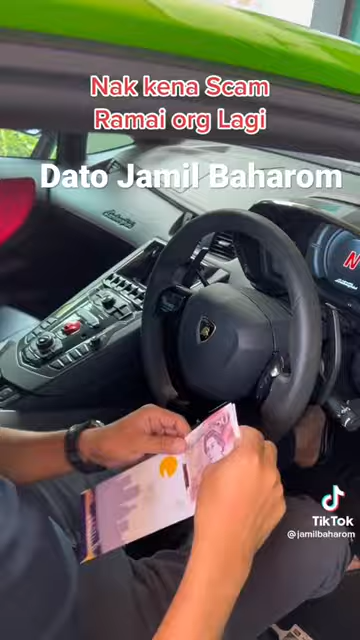 Nak kena Scam
Ramai org Lagi
Dato Jamil Baharom
N
TikTok
@jamilbaharom